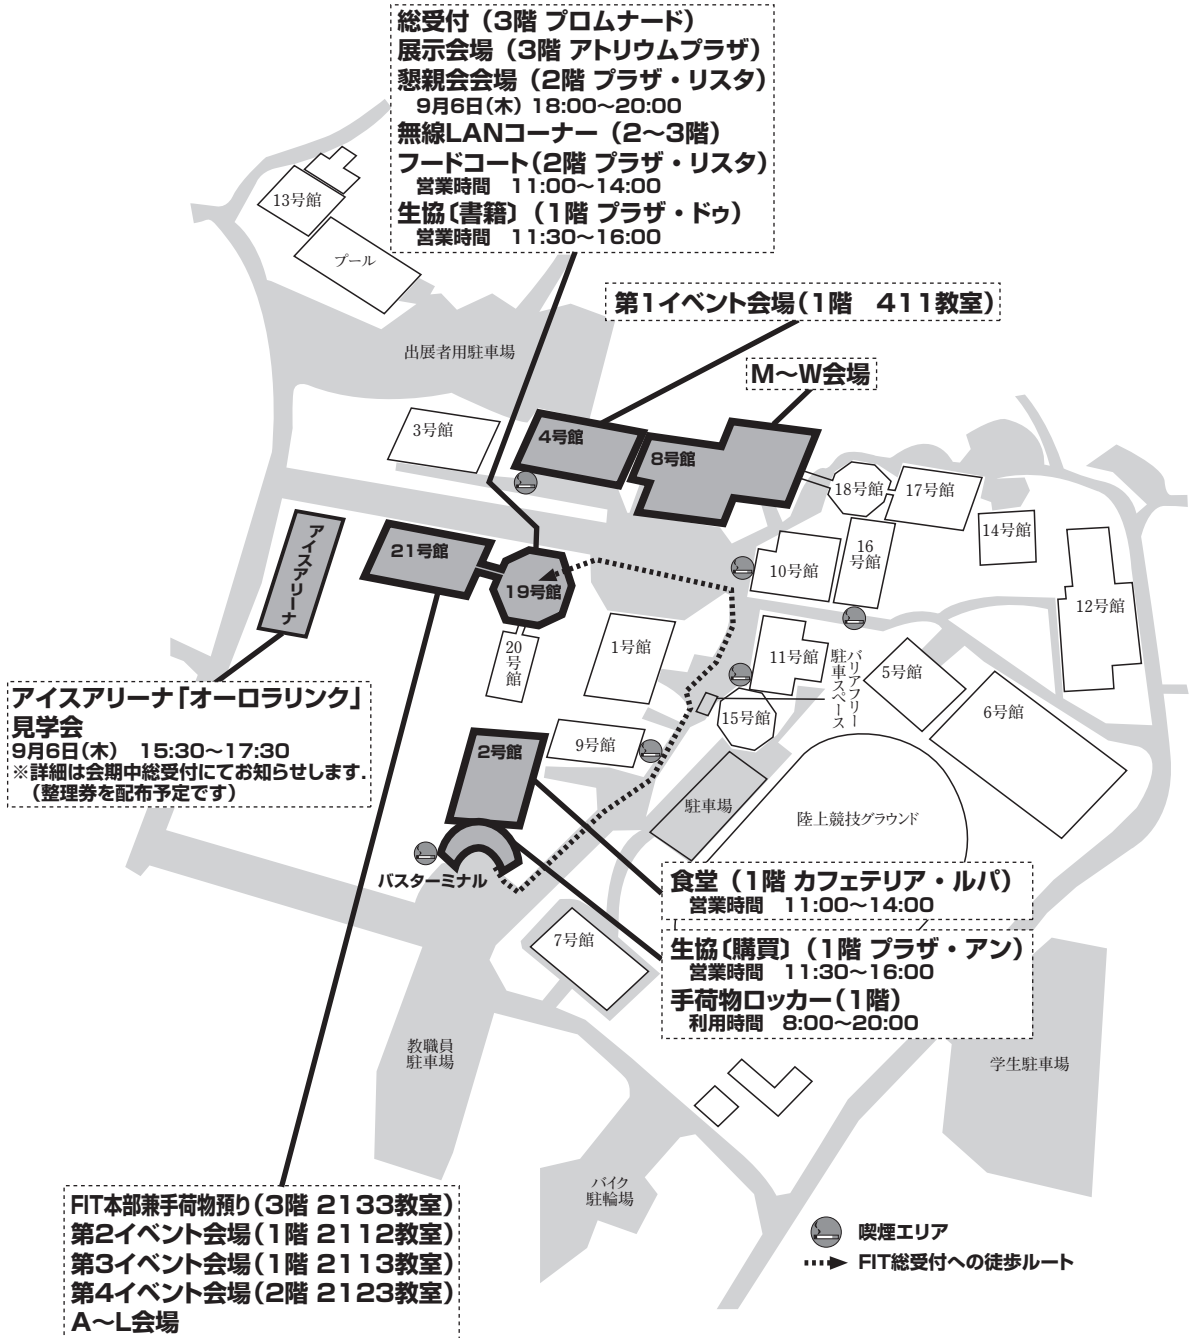 総受付（3階 プロムナード）
展示会場（3階 アトリウムプラザ）
懇親会会場（2階 プラザ・リスタ）
9月6日（木） 18:00～20:00
無線LANコーナー（2～3階）
フードコート（2階 プラザ・リスタ）
営業時間　11:00～14:00
生協〔書籍〕（1階 プラザ・ドゥ）
営業時間　11:30～16:00
13号館
プール
第1イベント会場（1階　411教室）
出展者用駐車場
M～W会場
3号館
4号館
8号館
18号館
17号館
14号館
アイスアリーナ
21号館
19号館
10号館
16
号館
12号館
20
号館
1号館
11号館
バリアフリー
駐車スペース
5号館
6号館
15号館
アイスアリーナ「オーロラリンク」
見学会
9月6日（木）　15:30～17:30
※詳細は会期中総受付にてお知らせします．
（整理券を配布予定です）
2号館
9号館
駐車場
陸上競技グラウンド
バスターミナル
食堂（1階 カフェテリア・ルパ）
営業時間　11:00～14:00
7号館
生協〔購買〕（1階 プラザ・アン）
営業時間　11:30～16:00
手荷物ロッカー（1階）
利用時間　8:00～20:00
教職員
駐車場
学生駐車場
バイク
駐輪場
FIT本部兼手荷物預り（3階 2133教室）
第2イベント会場（1階 2112教室）
第3イベント会場（1階 2113教室）
第4イベント会場（2階 2123教室）
A～L会場
喫煙エリア
FIT総受付への徒歩ルート